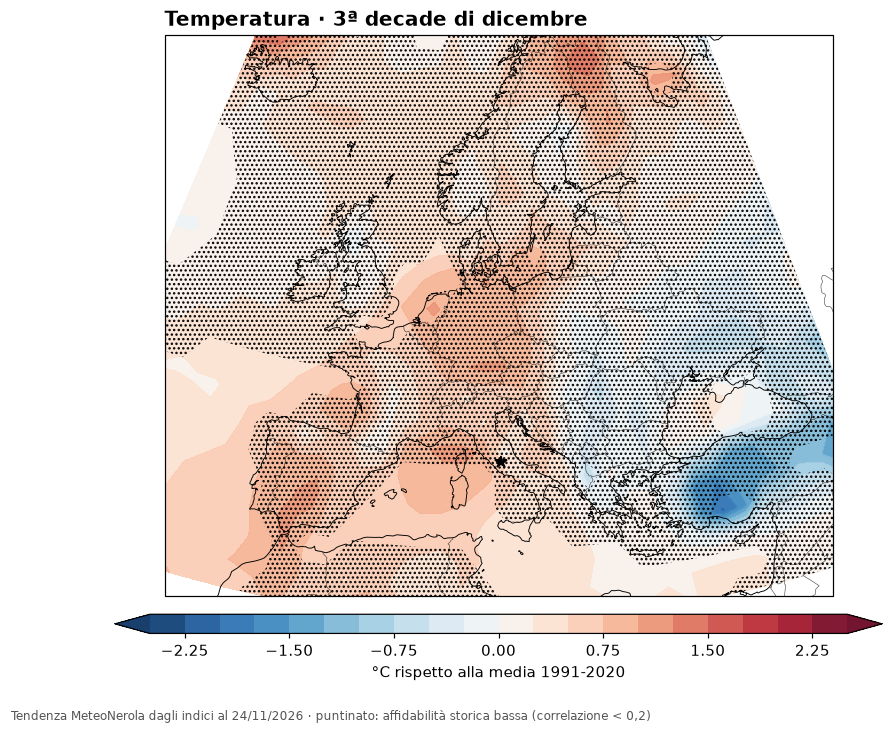 Temperatura · 3ª decade di dicembre
−2.25 −1.50 −0.75 0.00 0.75 1.50 2.25
°C rispetto alla media 1991-2020
Tendenza MeteoNerola dagli indici al 24/11/2026 · puntinato: affidabilità storica bassa (correlazione < 0,2)